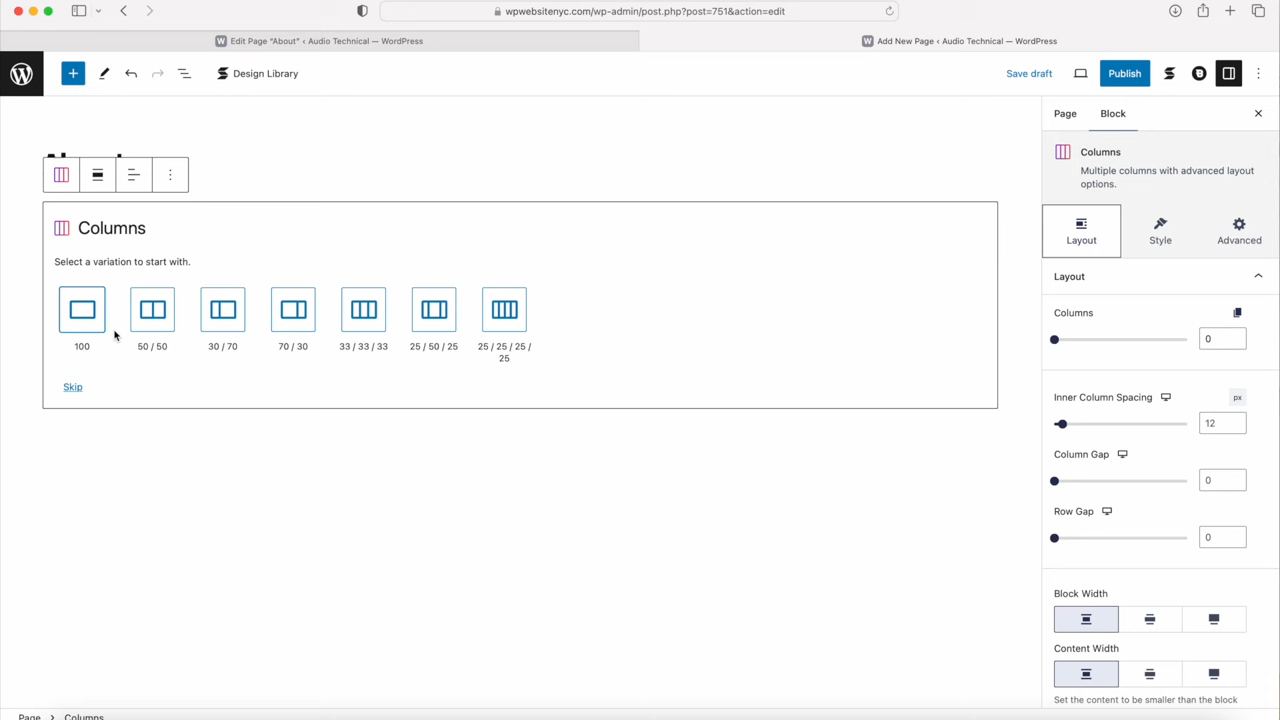 wpwebsitenyc.com/wp-admin/post.php?post=751&action=edit
Edit Page “About” ‹ Audio Technical — WordPress
Add New Page ‹ Audio Technical — WordPress
Design Library
Save draft
Publish
Page
Block
Columns
Multiple columns with advanced layout
options.
Layout
Style
Advanced
Layout
Columns
0
Inner Column Spacing
px
12
Column Gap
0
Row Gap
0
Block Width
Content Width
Set the content to be smaller than the block
Columns
Select a variation to start with.
100
50 / 50
30 / 70
70 / 30
33 / 33 / 33
25 / 50 / 25
25 / 25 / 25 /
25
Skip
Page > Columns